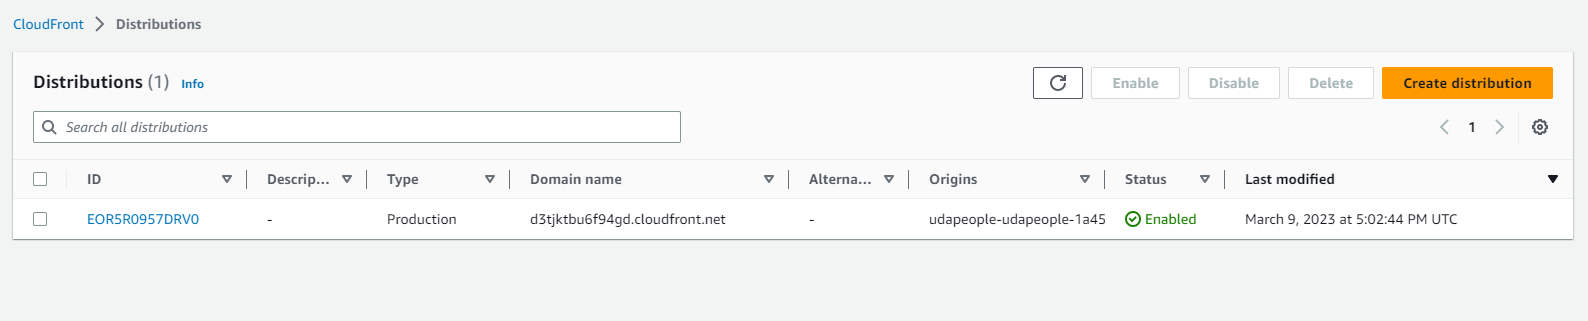 CloudFront > Distributions
Distributions (1) Info
Enable Disable Delete Create distribution
Search all distributions
1
ID Descrip... Type Domain name Alterna... Origins Status Last modified
EOR5R0957DRV0 - Production d3tjktbu6f94gd.cloudfront.net - udapeople-udapeople-1a45 Enabled March 9, 2023 at 5:02:44 PM UTC